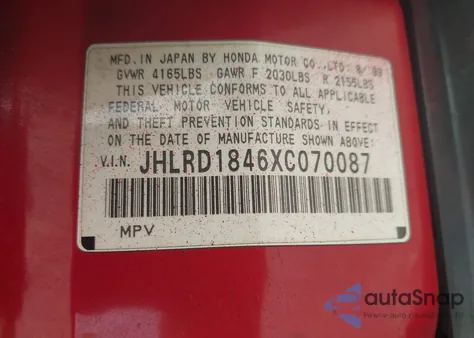 MFD. IN JAPAN BY HONDA MOTOR CO., LTD. 8/99
GVWR 4165LBS GAWR F 2030LBS R 2155LBS
THIS VEHICLE CONFORMS TO ALL APPLICABLE
FEDERAL MOTOR VEHICLE SAFETY,
AND THEFT PREVENTION STANDARDS IN EFFECT
ON THE DATE OF MANUFACTURE SHOWN ABOVE:
V.I.N. JHLRD1846XC070087
MPV
autoSnap